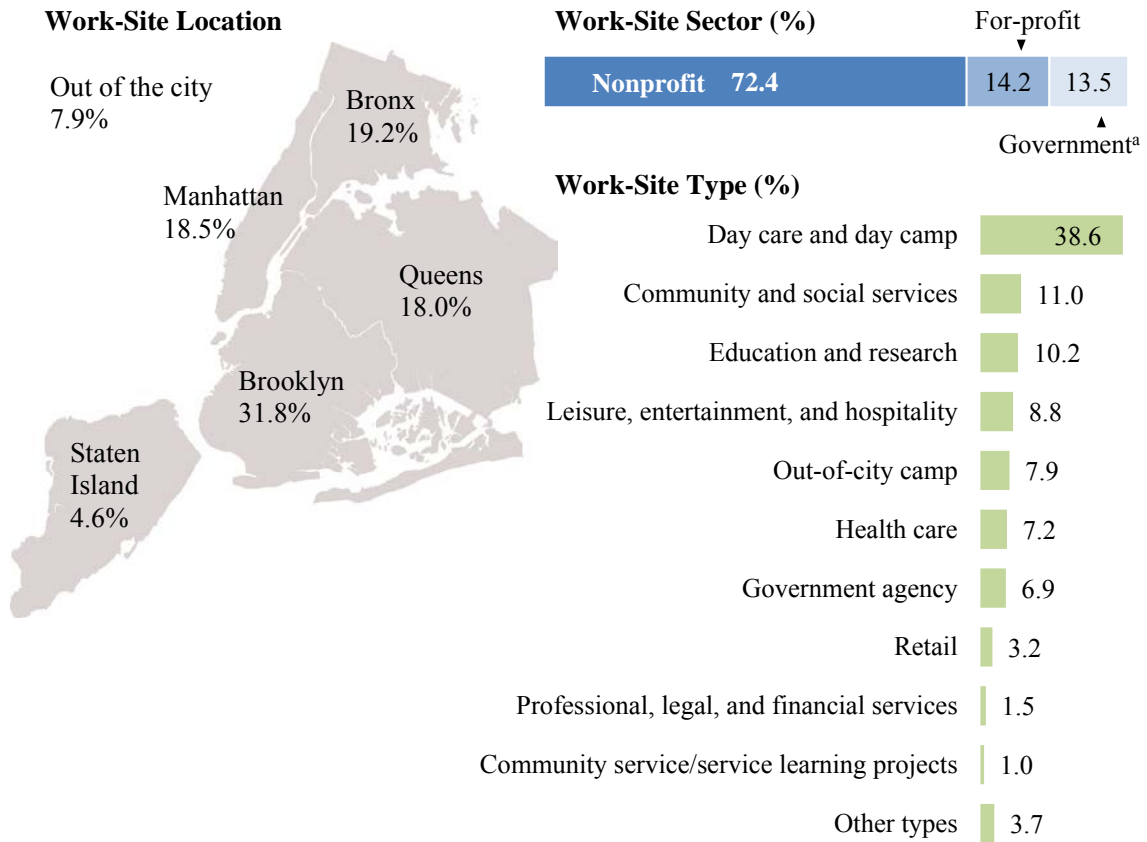 Work-Site Location
Out of the city
7.9%
Bronx
19.2%
Manhattan
18.5%
Queens
18.0%
Brooklyn
31.8%
Staten
Island
4.6%
Work-Site Sector (%)
For-profit
Nonprofit 72.4 14.2 13.5
Governmentᵃ
Work-Site Type (%)
Day care and day camp 38.6
Community and social services 11.0
Education and research 10.2
Leisure, entertainment, and hospitality 8.8
Out-of-city camp 7.9
Health care 7.2
Government agency 6.9
Retail 3.2
Professional, legal, and financial services 1.5
Community service/service learning projects 1.0
Other types 3.7